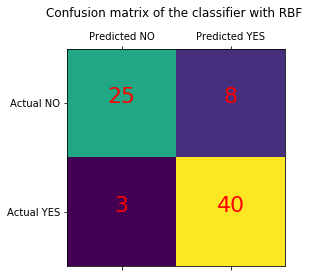 Confusion matrix of the classifier with RBF
Predicted NO Predicted YES
Actual NO 25 8
Actual YES 3 40